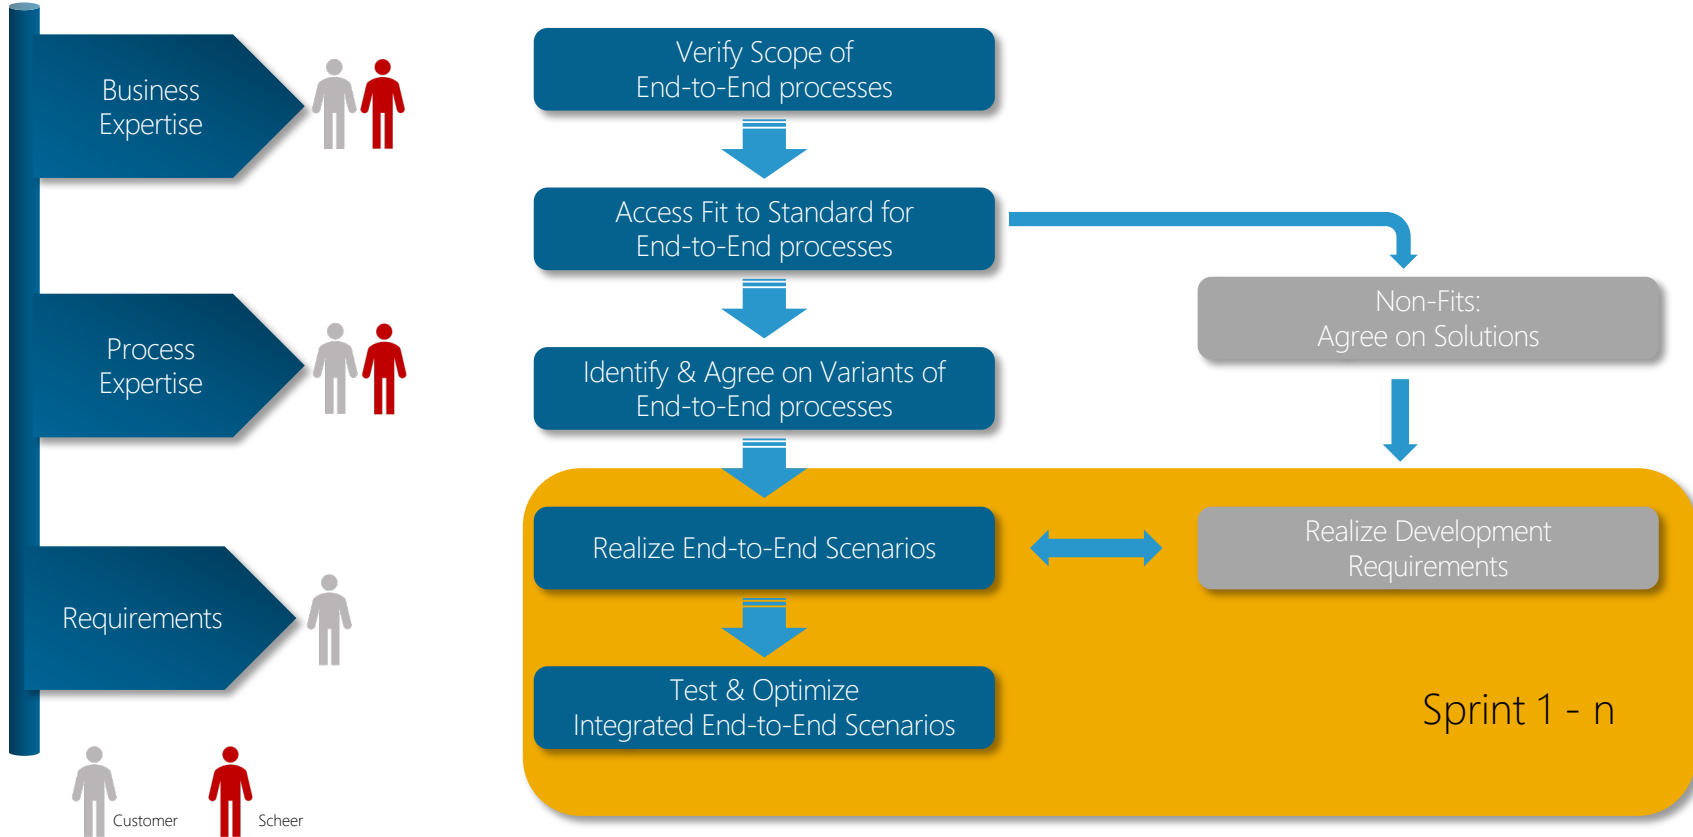 Business
Expertise
Process
Expertise
Requirements
Customer
Scheer
Verify Scope of
End-to-End processes
Access Fit to Standard for
End-to-End processes
Non-Fits:
Agree on Solutions
Identify & Agree on Variants of
End-to-End processes
Realize End-to-End Scenarios
Realize Development
Requirements
Test & Optimize
Integrated End-to-End Scenarios
Sprint 1 - n